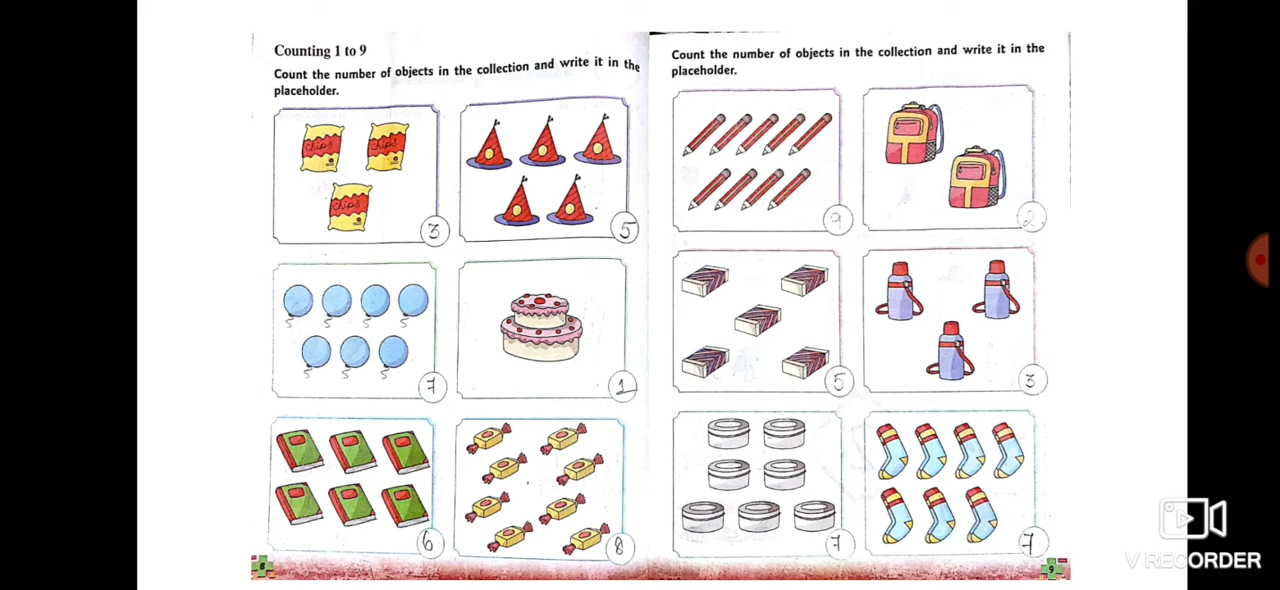 Counting 1 to 9
Count the number of objects in the collection and write it in the
placeholder.
Chips
Chips
Chips
3
5
7
1
6
8
8
Count the number of objects in the collection and write it in the
placeholder.
9
2
5
3
7
7
9
V RECORDER